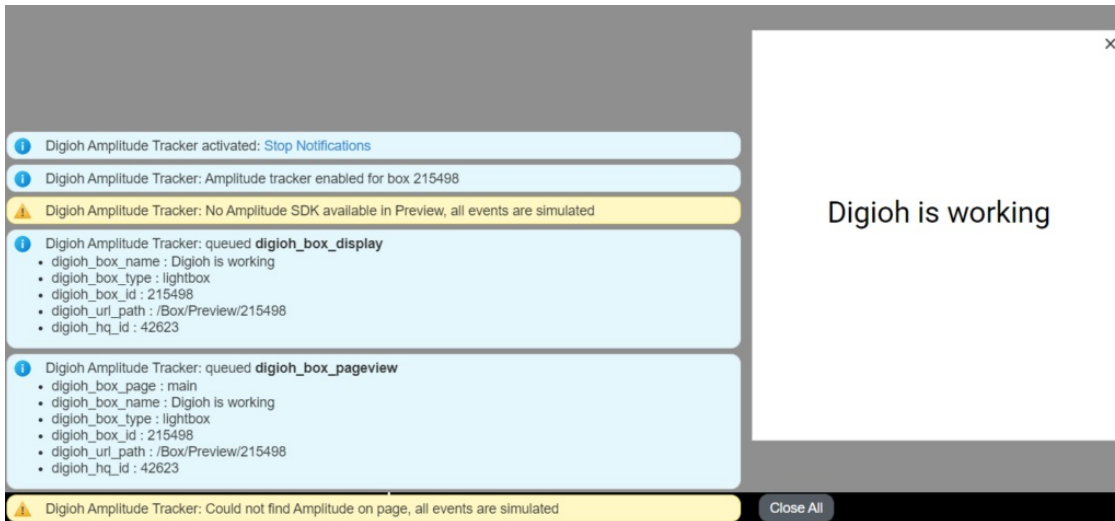 Digioh Amplitude Tracker activated: Stop Notifications
Digioh Amplitude Tracker: Amplitude tracker enabled for box 215498
Digioh Amplitude Tracker: No Amplitude SDK available in Preview, all events are simulated
Digioh Amplitude Tracker: queued digioh_box_display
• digioh_box_name : Digioh is working
• digioh_box_type : lightbox
• digioh_box_id : 215498
• digioh_url_path : /Box/Preview/215498
• digioh_hq_id : 42623
Digioh Amplitude Tracker: queued digioh_box_pageview
• digioh_box_page : main
• digioh_box_name : Digioh is working
• digioh_box_type : lightbox
• digioh_box_id : 215498
• digioh_url_path : /Box/Preview/215498
• digioh_hq_id : 42623
Digioh Amplitude Tracker: Could not find Amplitude on page, all events are simulated
Digioh is working
Close All